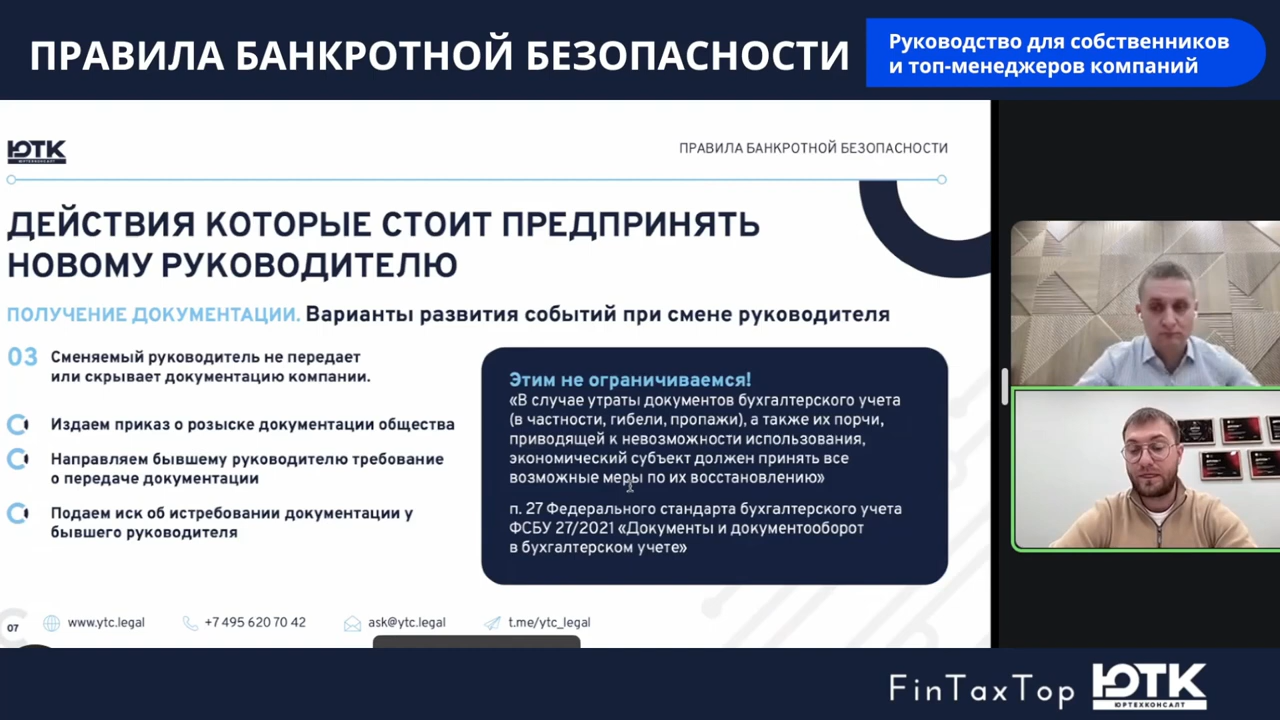 ПРАВИЛА БАНКРОТНОЙ БЕЗОПАСНОСТИ
Руководство для собственников
и топ-менеджеров компаний
ЮТК
ЮРТЕХКОНСАЛТ
ПРАВИЛА БАНКРОТНОЙ БЕЗОПАСНОСТИ
ДЕЙСТВИЯ КОТОРЫЕ СТОИТ ПРЕДПРИНЯТЬ
НОВОМУ РУКОВОДИТЕЛЮ
ПОЛУЧЕНИЕ ДОКУМЕНТАЦИИ. Варианты развития событий при смене руководителя
03 Сменяемый руководитель не передает
или скрывает документацию компании.
Издаем приказ о розыске документации общества
Направляем бывшему руководителю требование
о передаче документации
Подаем иск об истребовании документации у
бывшего руководителя
Этим не ограничиваемся!
«В случае утраты документов бухгалтерского учета
(в частности, гибели, пропажи), а также их порчи,
приводящей к невозможности использования,
экономический субъект должен принять все
возможные меры по их восстановлению»
п. 27 Федерального стандарта бухгалтерского учета
ФСБУ 27/2021 «Документы и документооборот
в бухгалтерском учете»
07
www.ytc.legal
+7 495 620 70 42
ask@ytc.legal
t.me/ytc_legal
FinTaxTop
ЮТК
ЮРТЕХКОНСАЛТ